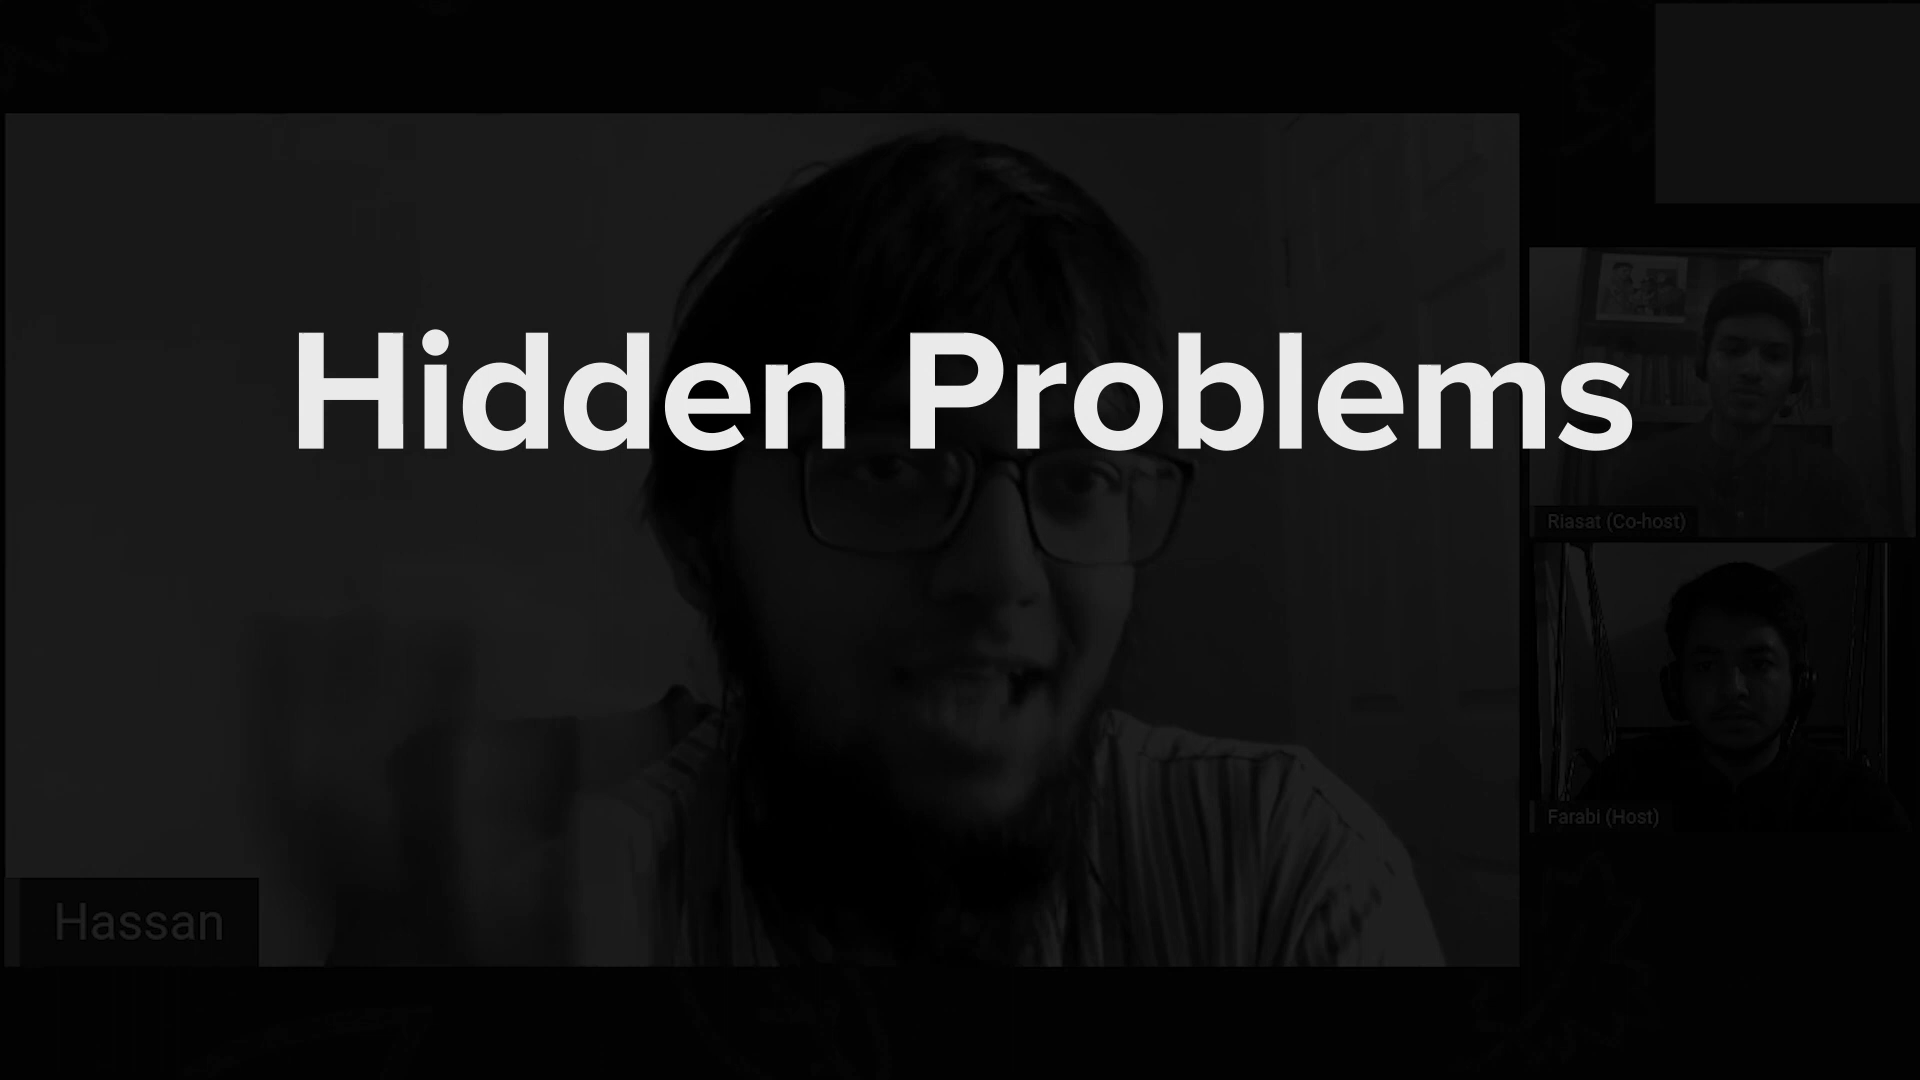 Hidden Problems
Riasat (Co-host)
Farabi (Host)
Hassan